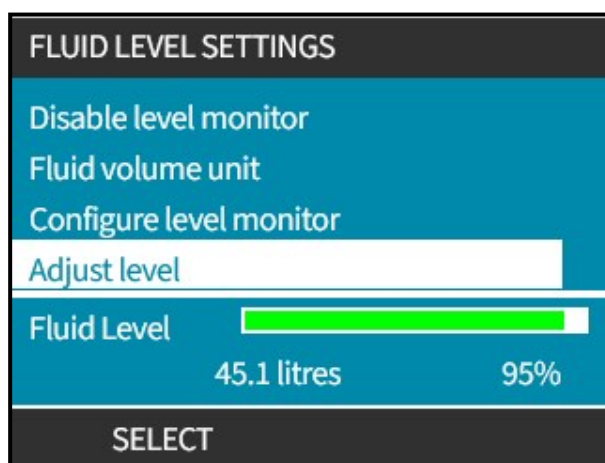 FLUID LEVEL SETTINGS
Disable level monitor
Fluid volume unit
Configure level monitor
Adjust level
Fluid Level
45.1 litres 95%
SELECT